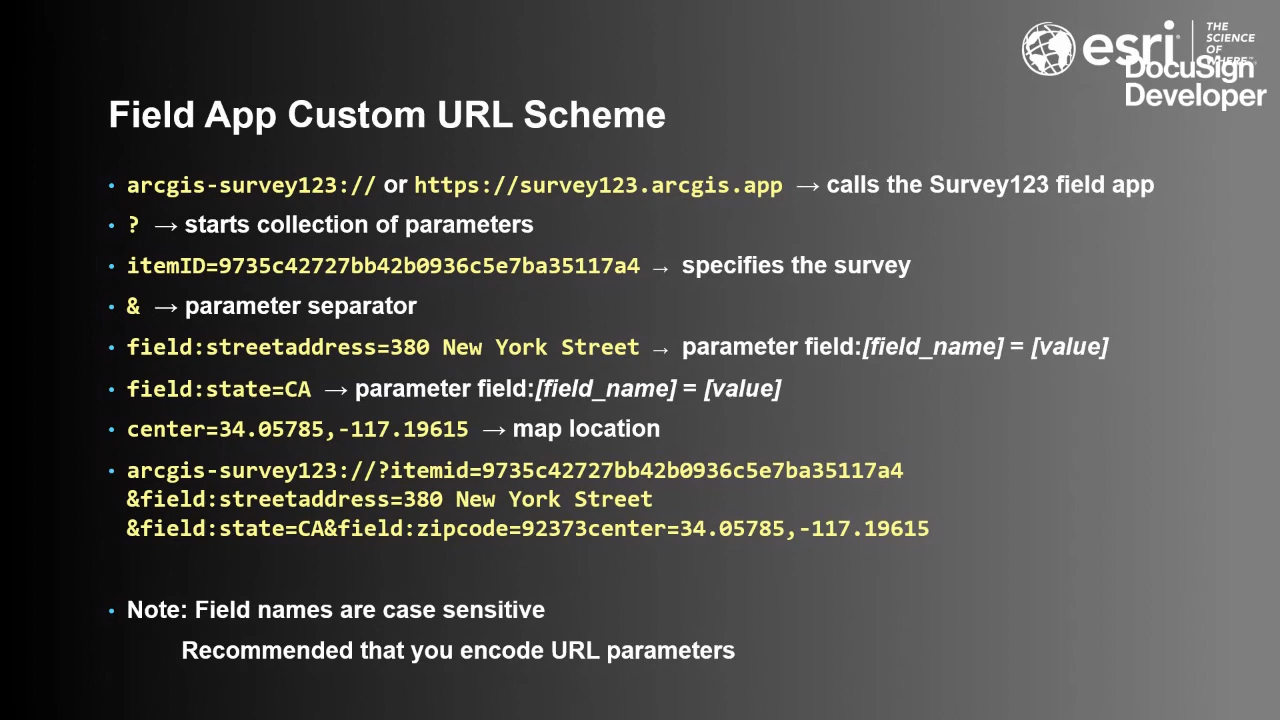 esri
THE
SCIENCE
OF
WHERE
DocuSign
Developer
Field App Custom URL Scheme
• arcgis-survey123:// or https://survey123.arcgis.app → calls the Survey123 field app
• ? → starts collection of parameters
• itemID=9735c42727bb42b0936c5e7ba35117a4 → specifies the survey
• & → parameter separator
• field:streetaddress=380 New York Street → parameter field:[field_name] = [value]
• field:state=CA → parameter field:[field_name] = [value]
• center=34.05785,-117.19615 → map location
• arcgis-survey123://?itemid=9735c42727bb42b0936c5e7ba35117a4
&field:streetaddress=380 New York Street
&field:state=CA&field:zipcode=92373center=34.05785,-117.19615
• Note: Field names are case sensitive
Recommended that you encode URL parameters